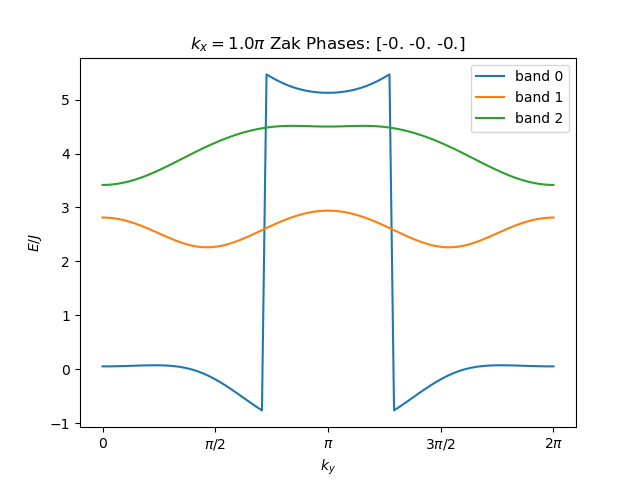 $k_x = 1.0\pi$ Zak Phases: [-0. -0. -0.]
band 0
band 1
band 2
E/J
5
4
3
2
1
0
−1
0
π/2
π
3π/2
2π
$k_y$